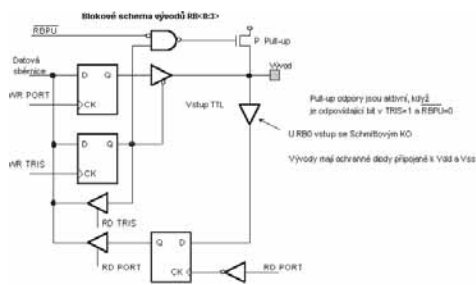 Blokové schema vývodů RB<0:3>
RBPU
P Pull-up
Datová
sběrnice
D Q
Vývod
WR PORT
CK
Vstup TTL
Pull-up odpory jsou aktivní, když
je odpovídající bit v TRIS=1 a RBPU=0
D Q
U RB0 vstup se Schmittovým KO
WR TRIS
CK
Vývody mají ochranné diody připojené k Vdd a Vss
RD TRIS
Q D
RD PORT
CK
RD PORT